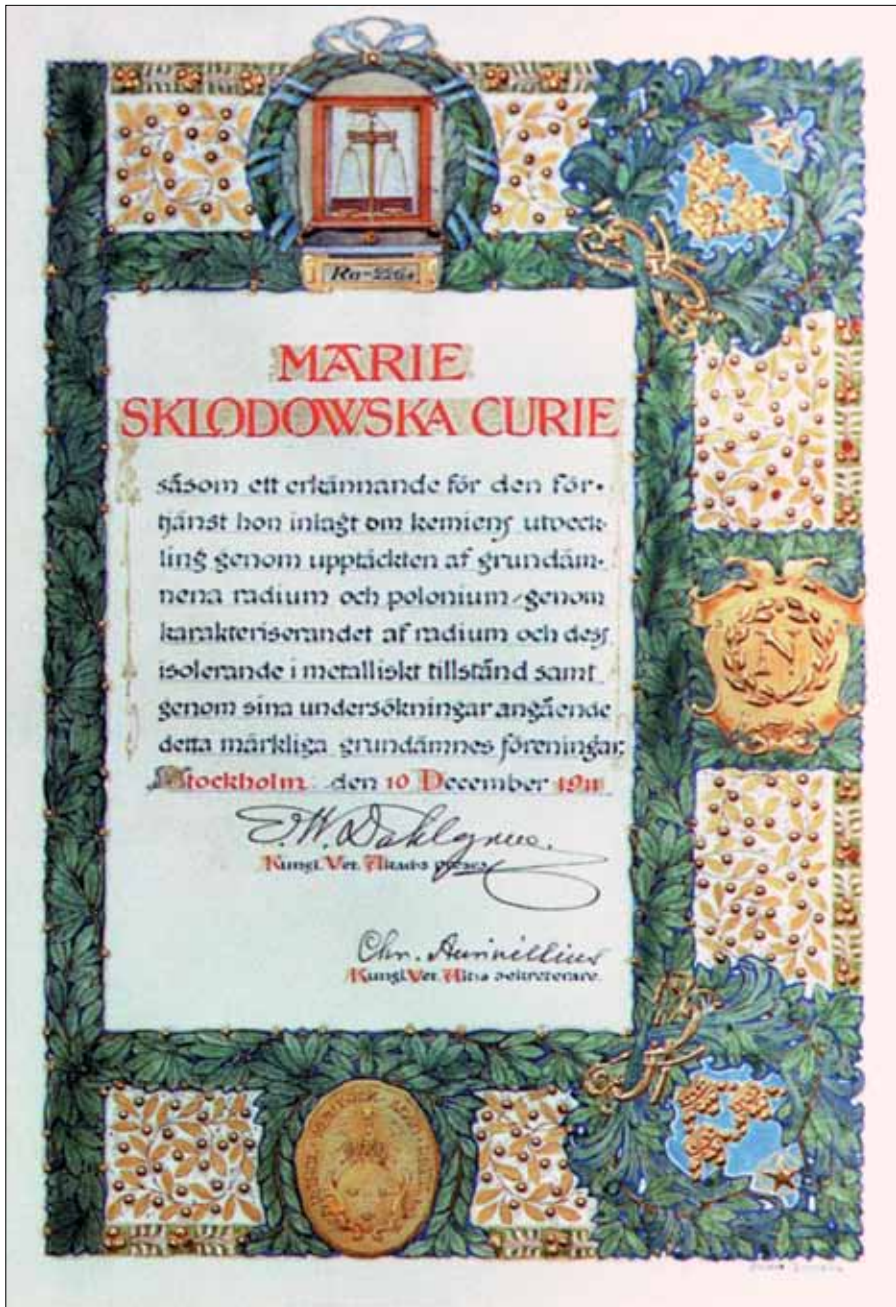 Ra-226,
MARIE
SKLODOWSKA CURIE
såsom ett erkännande för den för-
tjänst hon inlagt om kemiens utveck-
ling genom upptäckten af grundäm-
nena radium och polonium, genom
karakteriserandet af radium och dess
isolerande i metalliskt tillstånd samt
genom sina undersökningar angående
detta märkliga grundämnes föreningar.
Stockholm den 10 December 1911
E.W. Dahlgren.
Kungl. Vet. Akad:s preses
Chr. Aurivillius
Kungl. Vet. Ak:s sekreterare.
N